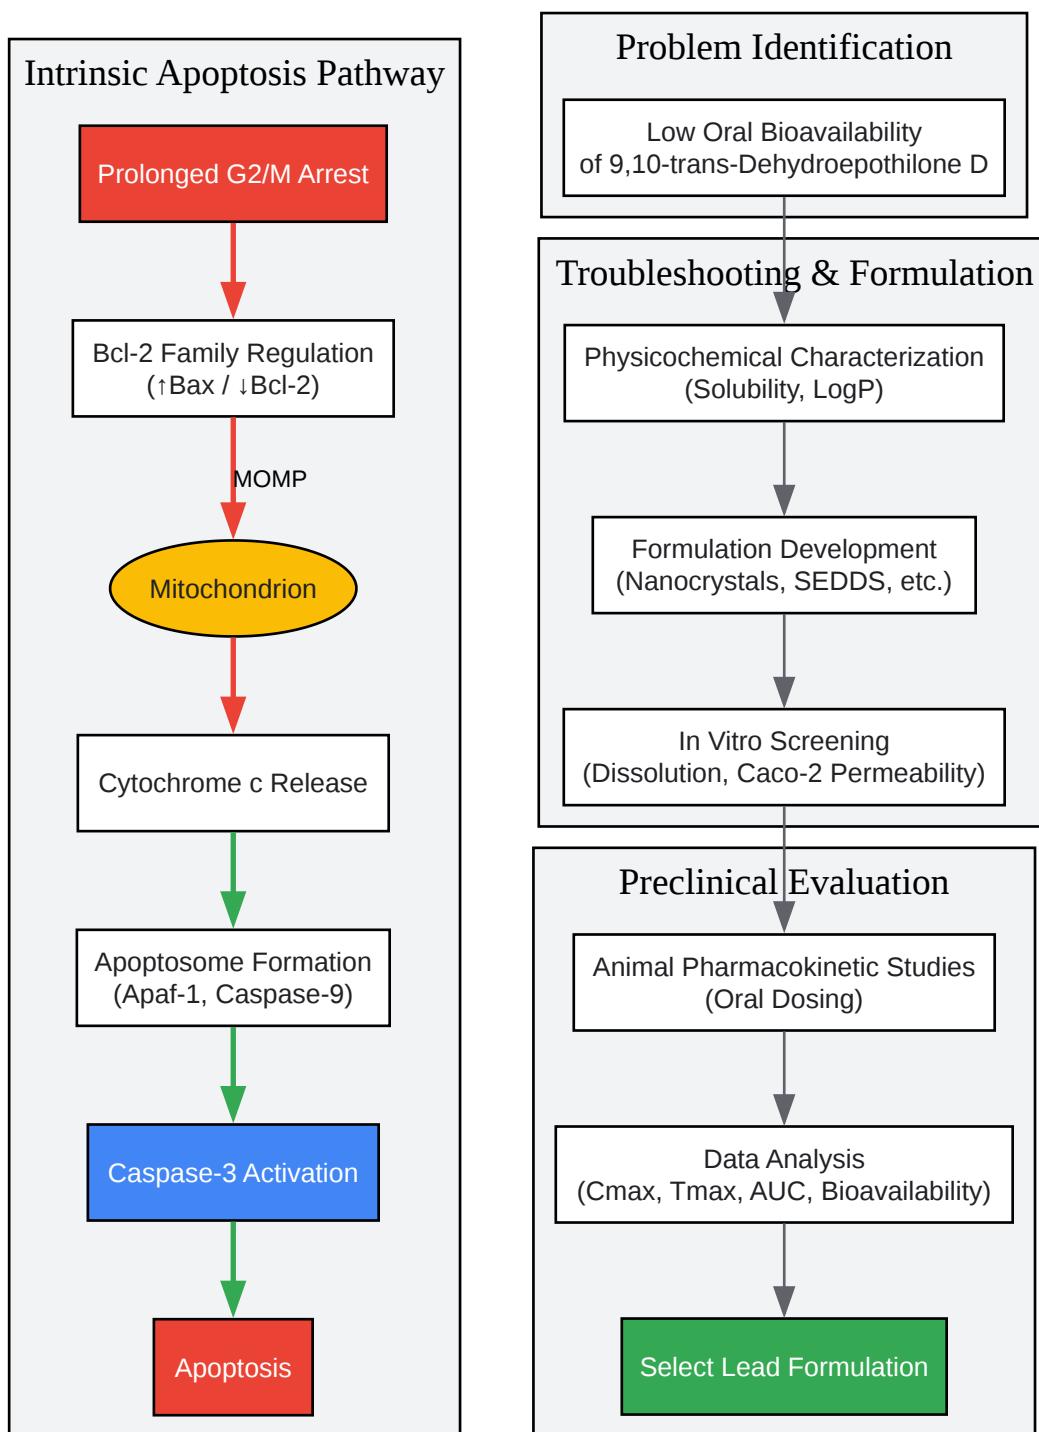 Intrinsic Apoptosis Pathway
Prolonged G2/M Arrest
Bcl-2 Family Regulation
(↑Bax / ↓Bcl-2)
MOMP
Mitochondrion
Cytochrome c Release
Apoptosome Formation
(Apaf-1, Caspase-9)
Caspase-3 Activation
Apoptosis
Problem Identification
Low Oral Bioavailability
of 9,10-trans-Dehydroepothilone D
Troubleshooting & Formulation
Physicochemical Characterization
(Solubility, LogP)
Formulation Development
(Nanocrystals, SEDDS, etc.)
In Vitro Screening
(Dissolution, Caco-2 Permeability)
Preclinical Evaluation
Animal Pharmacokinetic Studies
(Oral Dosing)
Data Analysis
(Cmax, Tmax, AUC, Bioavailability)
Select Lead Formulation